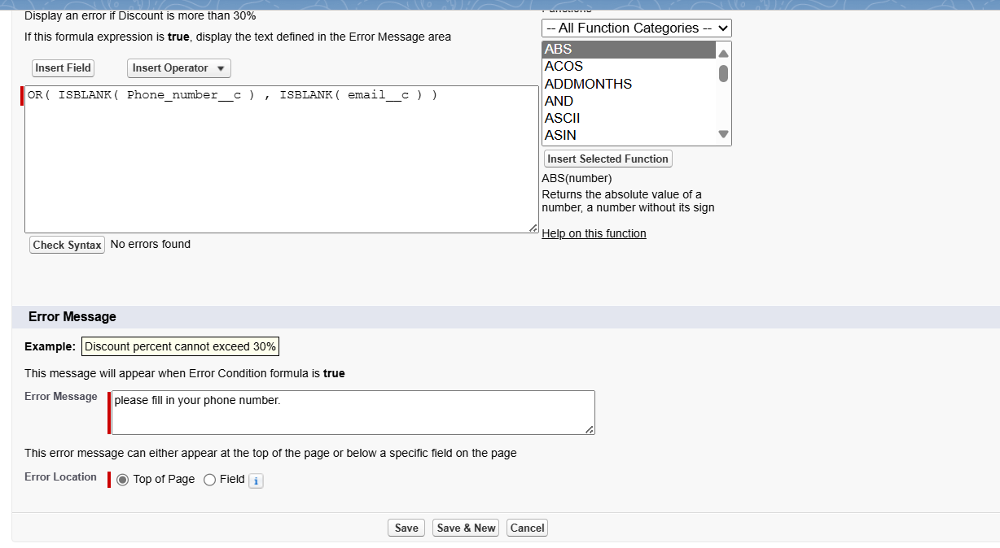 Display an error if Discount is more than 30%
If this formula expression is true, display the text defined in the Error Message area
Insert Field
Insert Operator
OR( ISBLANK( Phone_number__c ) , ISBLANK( email__c ) )
Check Syntax No errors found
Functions
-- All Function Categories --
ABS
ACOS
ADDMONTHS
AND
ASCII
ASIN
Insert Selected Function
ABS(number)
Returns the absolute value of a
number, a number without its sign
Help on this function
Error Message
Example: Discount percent cannot exceed 30%
This message will appear when Error Condition formula is true
Error Message please fill in your phone number.
This error message can either appear at the top of the page or below a specific field on the page
Error Location Top of Page Field i
Save Save & New Cancel